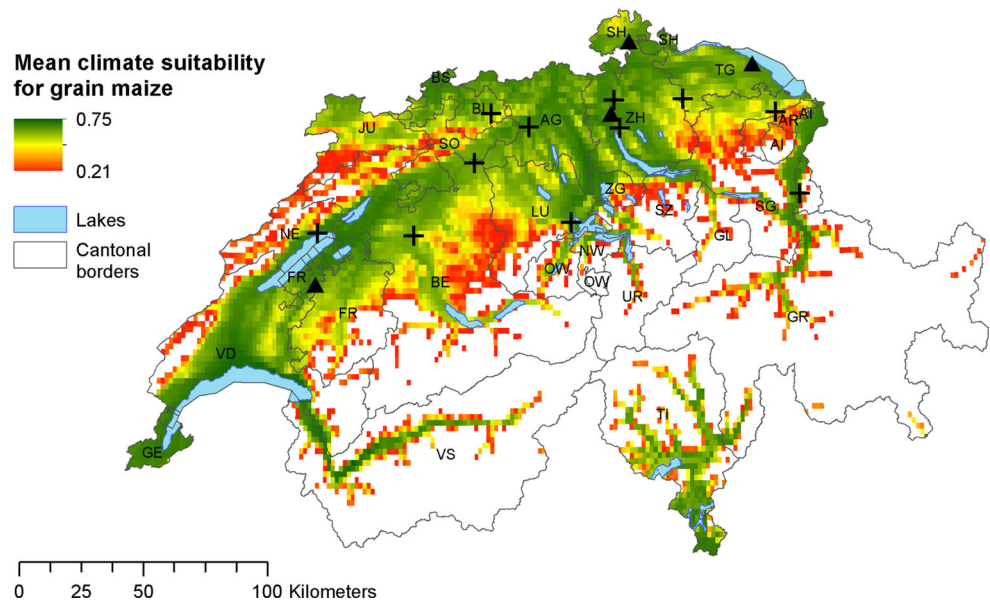 Mean climate suitability
for grain maize
0.75
0.21
Lakes
Cantonal
borders
SH
SH
TG
BS
BL
AG
ZH
AR
AI
AI
JU
SO
ZG
SZ
SG
LU
NE
NW
GL
OW
OW
BE
UR
FR
FR
GR
VD
TI
VS
GE
0 25 50 100 Kilometers